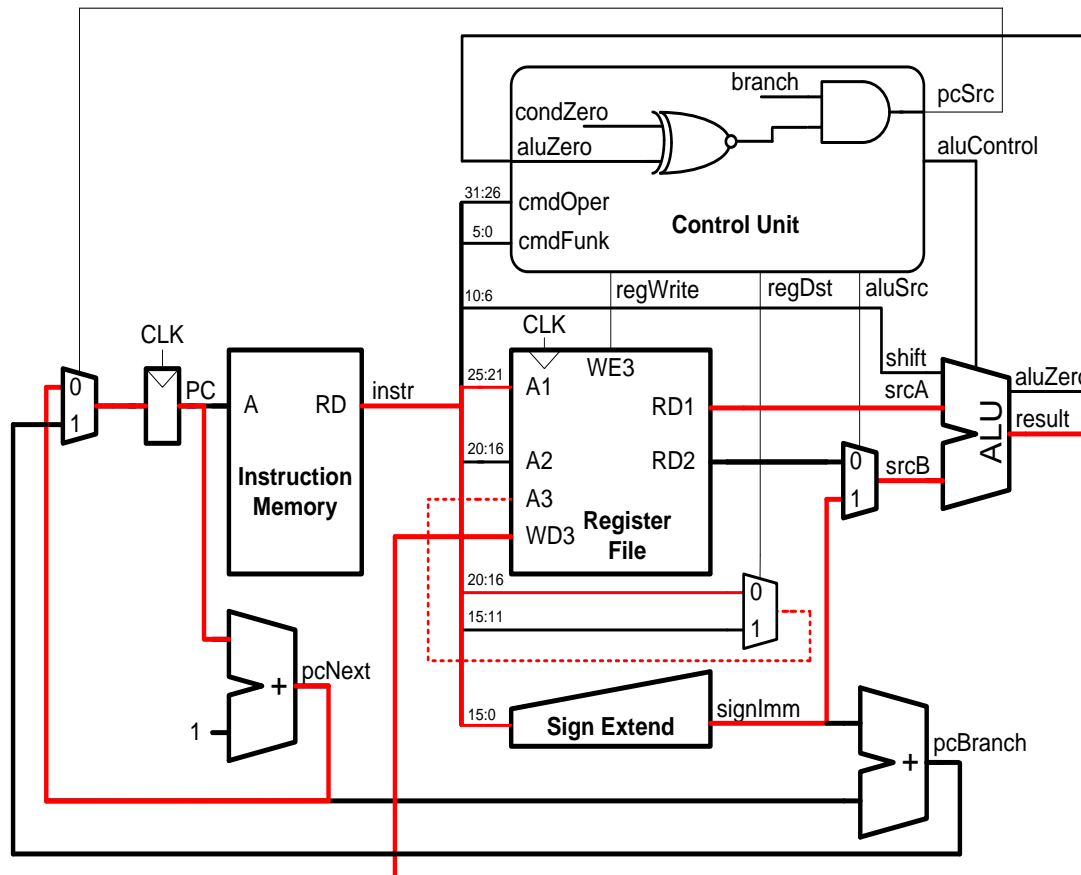 branch
pcSrc
condZero
aluZero
aluControl
31:26
cmdOper
Control Unit
5:0
cmdFunk
regWrite
regDst
aluSrc
10:6
CLK
CLK
shift
WE3
0
1
PC
A
RD
instr
25:21
A1
RD1
srcA
ALU
aluZero
result
Instruction
Memory
20:16
A2
RD2
0
1
srcB
A3
WD3
Register
File
20:16
0
15:11
1
pcNext
+
1
15:0
Sign Extend
signImm
pcBranch
+